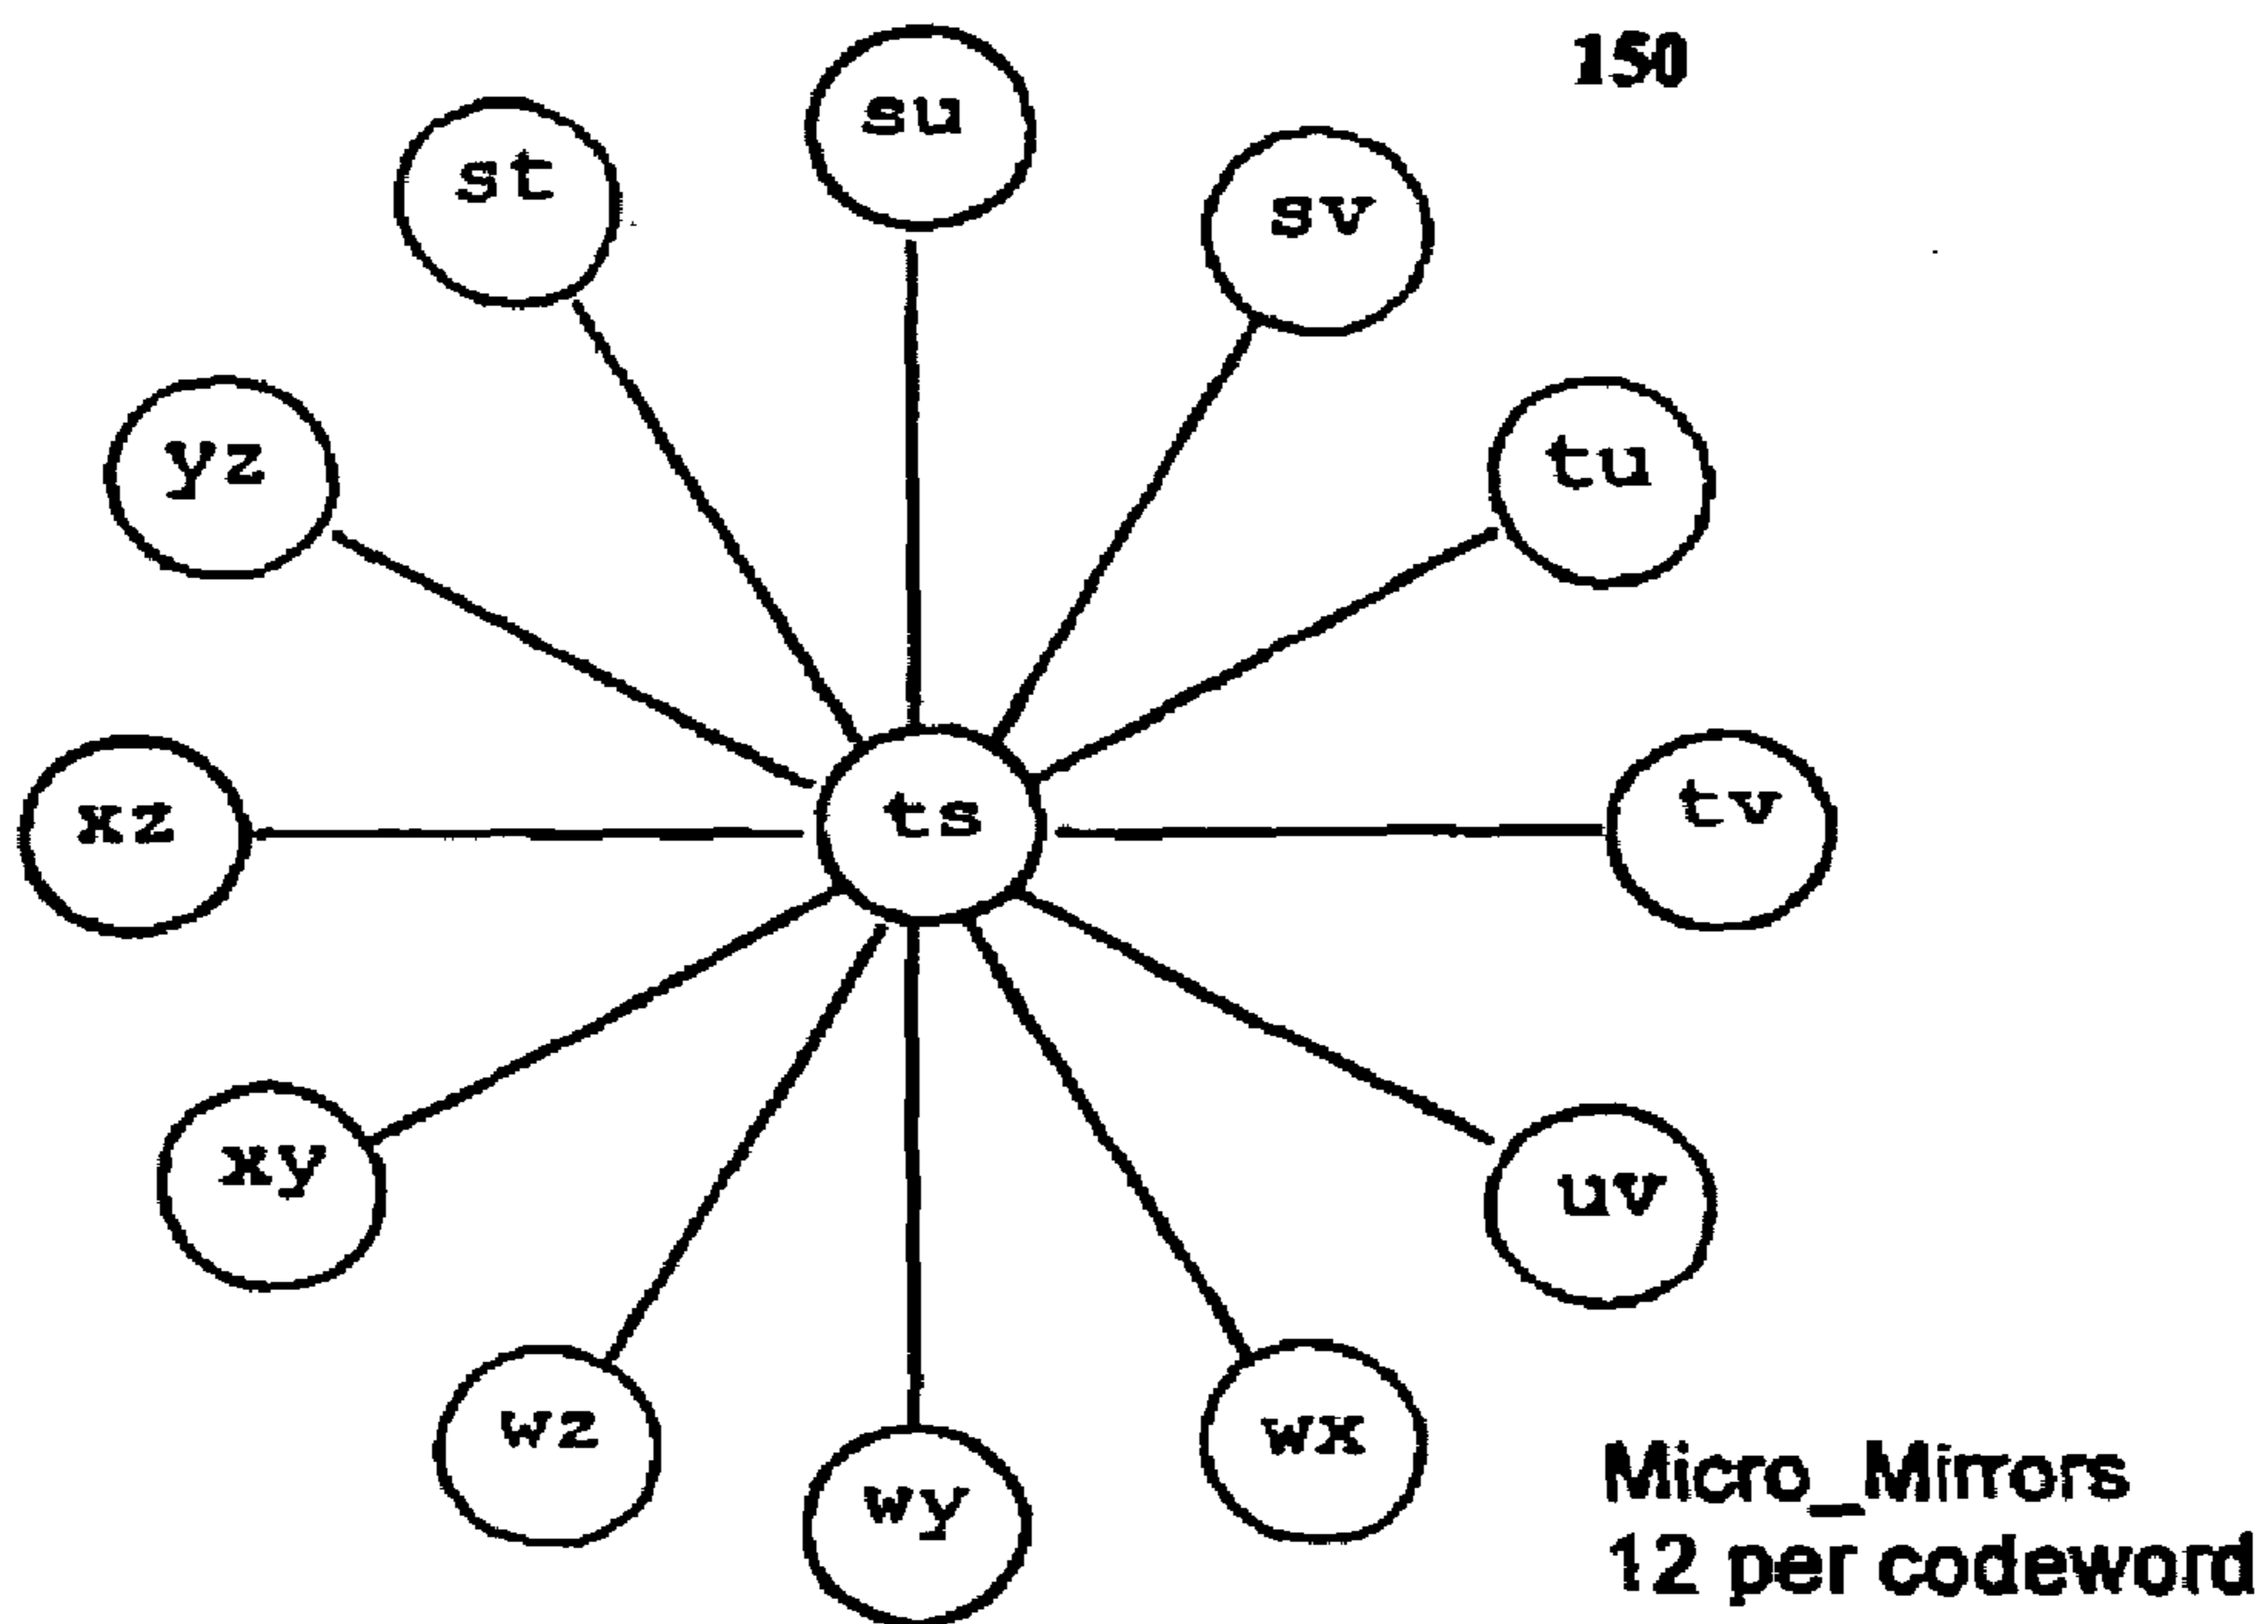 150
su
st
sv
yz
tu
xz
ts
tv
xy
uv
wz
wy
wx
Micro_Mirrors
12 per codeword